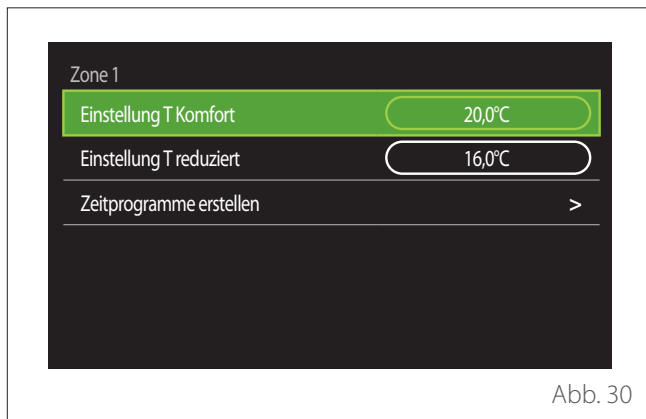 Zone 1
Einstellung T Komfort 20,0°C
Einstellung T reduziert 16,0°C
Zeitprogramme erstellen >
Abb. 30